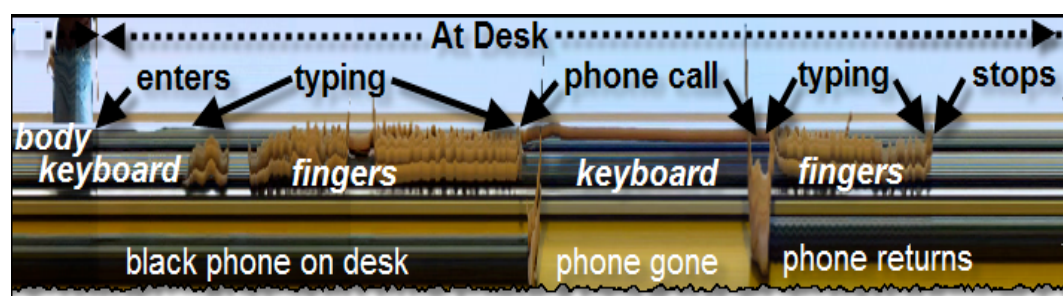 At Desk
enters typing phone call typing stops
body
keyboard fingers keyboard fingers
black phone on desk phone gone phone returns